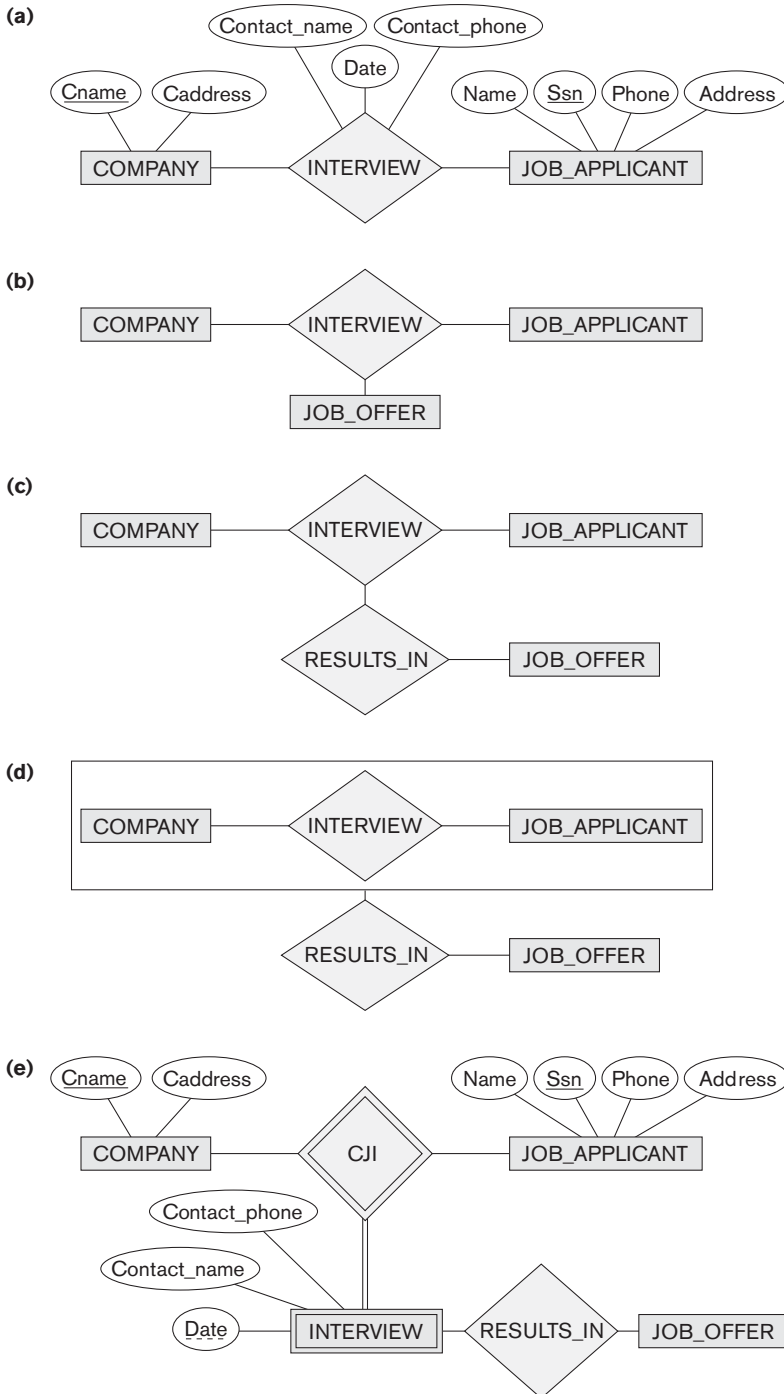 (a)
Contact_name Contact_phone
Date
Cname Caddress Name Ssn Phone Address
COMPANY INTERVIEW JOB_APPLICANT
(b)
COMPANY INTERVIEW JOB_APPLICANT
JOB_OFFER
(c)
COMPANY INTERVIEW JOB_APPLICANT
RESULTS_IN JOB_OFFER
(d)
COMPANY INTERVIEW JOB_APPLICANT
RESULTS_IN JOB_OFFER
(e)
Cname Caddress Name Ssn Phone Address
COMPANY CJI JOB_APPLICANT
Contact_phone
Contact_name
Date INTERVIEW RESULTS_IN JOB_OFFER